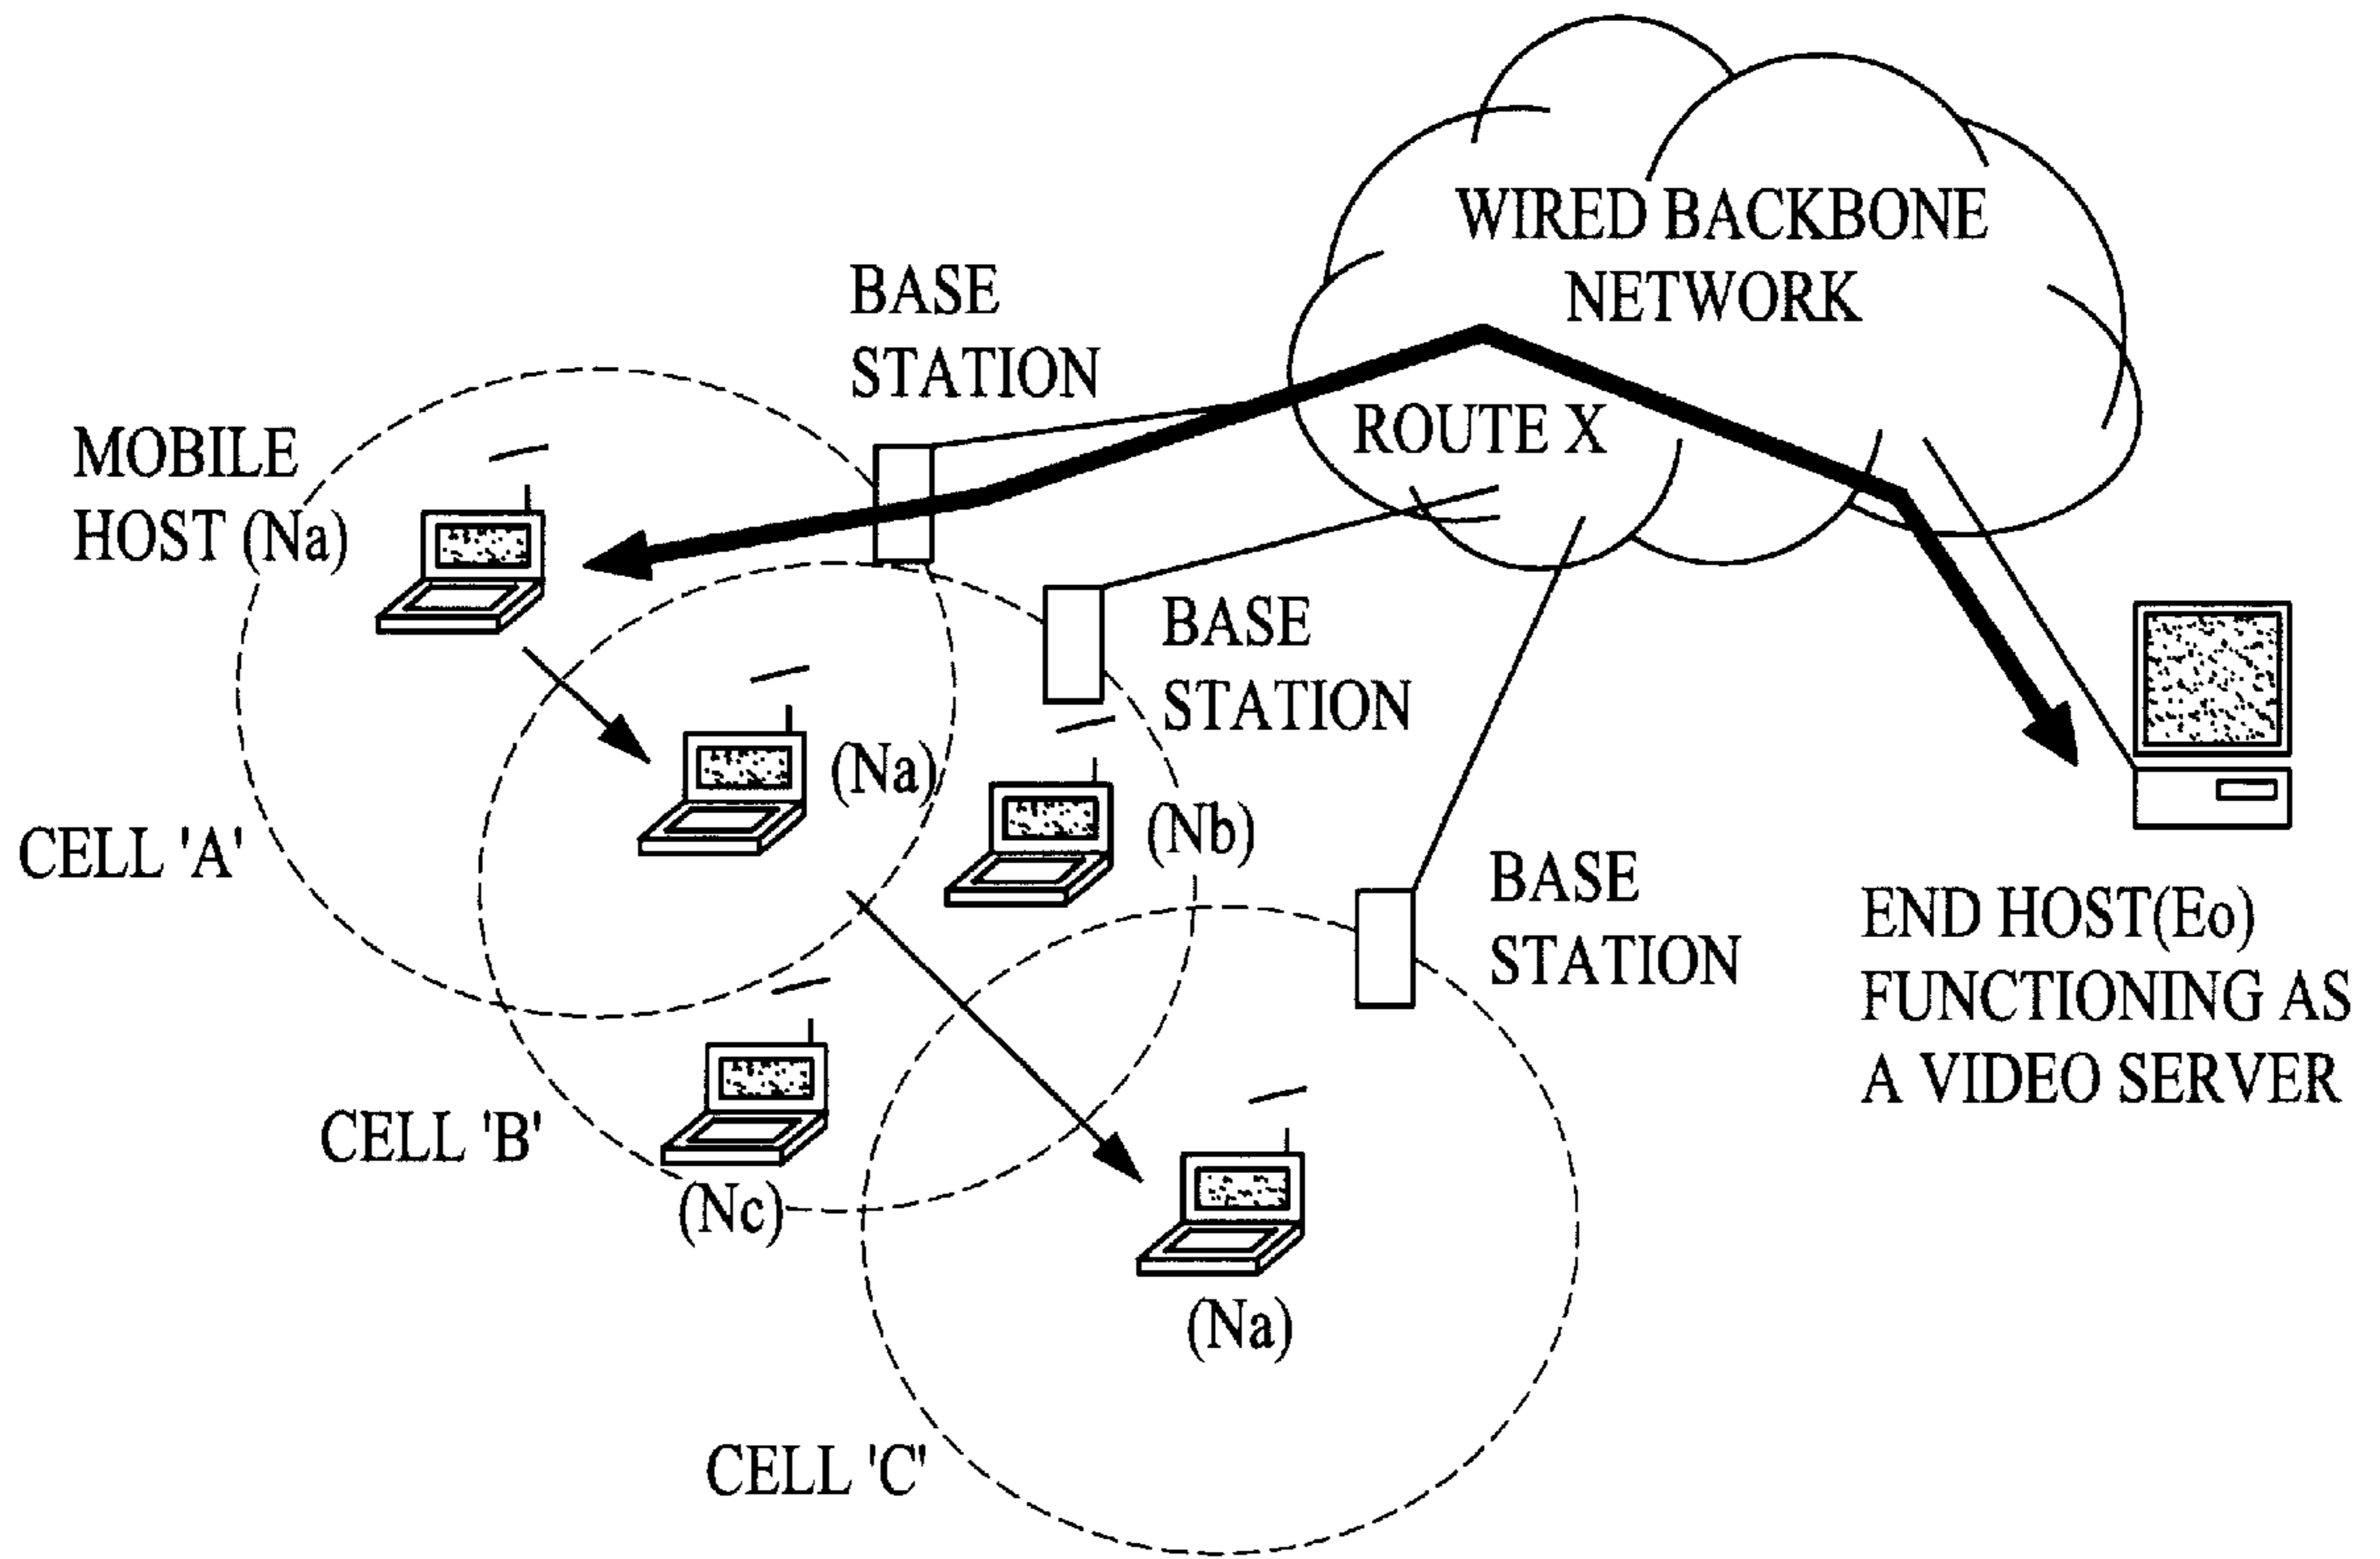 WIRED BACKBONE
NETWORK
BASE
STATION
ROUTE X
MOBILE
HOST (Na)
BASE
STATION
(Na)
(Nb)
CELL 'A'
BASE
STATION
END HOST(Eo)
FUNCTIONING AS
A VIDEO SERVER
CELL 'B'
(Nc)
(Na)
CELL 'C'